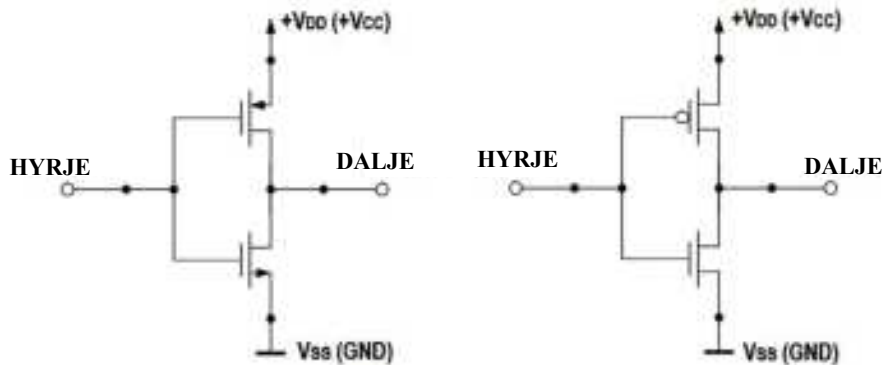 +VDD (+VCC)
HYRJE
DALJE
VSS (GND)
+VDD (+VCC)
HYRJE
DALJE
VSS (GND)